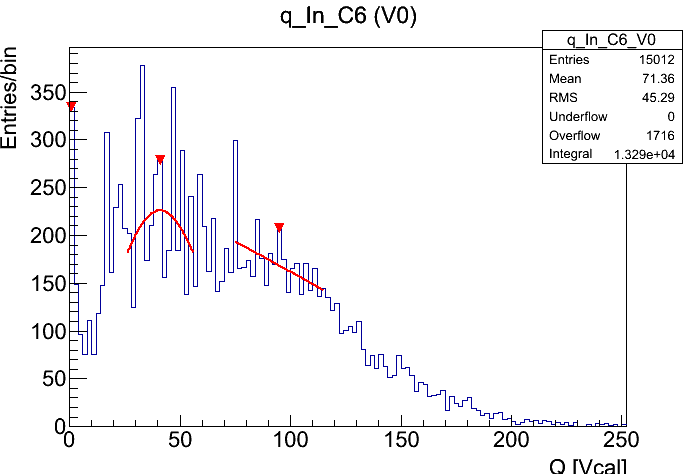 q_In_C6 (V0)
q_In_C6_V0
Entries 15012
Mean 71.36
RMS 45.29
Underflow 0
Overflow 1716
Integral 1.329e+04
Entries/bin
350
300
250
200
150
100
50
0
0 50 100 150 200 250
Q [Vcal]